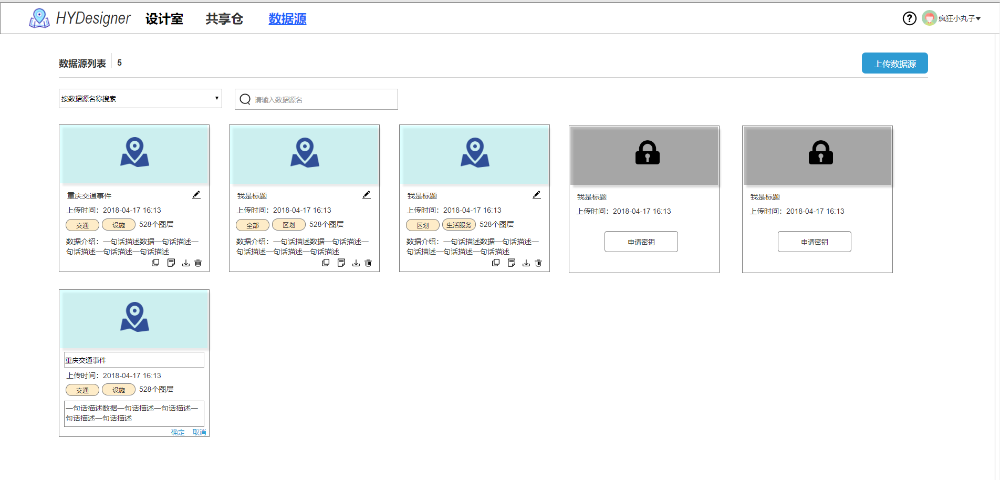 HYDesigner 设计室 共享仓 数据源 ? 疯狂小丸子
数据源列表 5 上传数据源
按数据源名称搜索 请输入数据源名
重庆交通事件
上传时间：2018-04-17 16:13
交通 设施 528个图层
数据介绍：一句话描述数据一句话描述一
句话描述一句话描述一句话描述
我是标题
上传时间：2018-04-17 16:13
全部 区划 528个图层
数据介绍：一句话描述数据一句话描述一
句话描述一句话描述一句话描述
我是标题
上传时间：2018-04-17 16:13
区划 生活服务 528个图层
数据介绍：一句话描述数据一句话描述一
句话描述一句话描述一句话描述
我是标题
上传时间：2018-04-17 16:13
申请密钥
我是标题
上传时间：2018-04-17 16:13
申请密钥
重庆交通事件
上传时间：2018-04-17 16:13
交通 设施 528个图层
一句话描述数据一句话描述一句话描述一
句话描述一句话描述
确定 取消